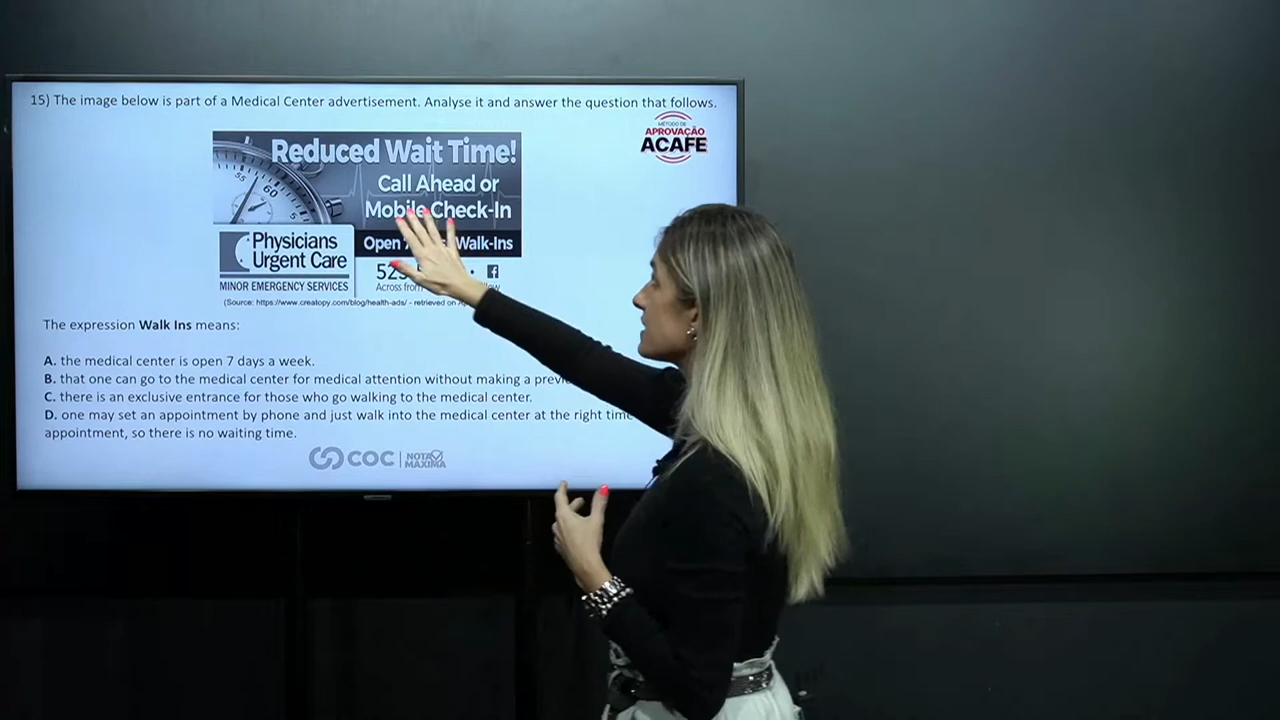 15) The image below is part of a Medical Center advertisement. Analyse it and answer the question that follows.
MÉTODO DE
APROVAÇÃO
ACAFE
Reduced Wait Time!
Call Ahead or
Mobile Check-In
55
60
5
Physicians
Urgent Care
MINOR EMERGENCY SERVICES
Open Walk-Ins
Across from
(Source: https://www.creatopy.com/blog/health-ads/ - retrieved on
The expression Walk Ins means:
A. the medical center is open 7 days a week.
B. that one can go to the medical center for medical attention without making a
C. there is an exclusive entrance for those who go walking to the medical center.
D. one may set an appointment by phone and just walk into the medical center at the right time
appointment, so there is no waiting time.
COC NOTA
MÁXIMA